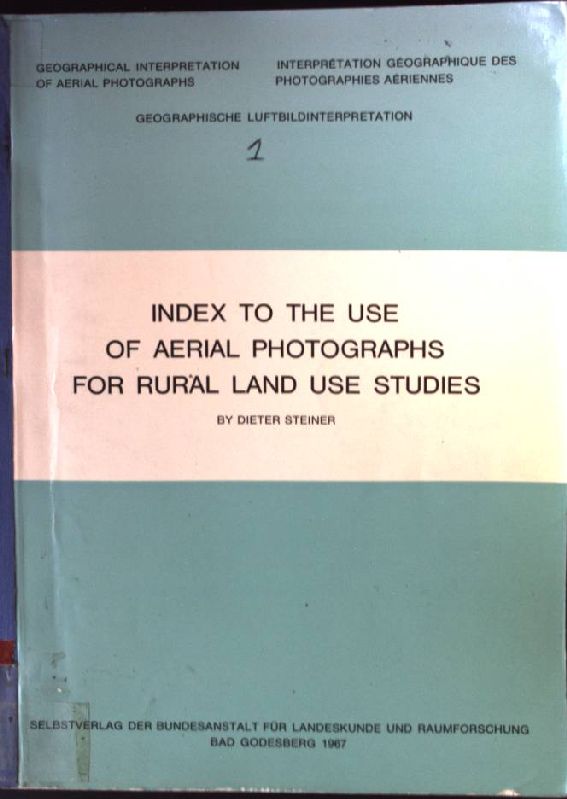 GEOGRAPHICAL INTERPRETATION
OF AERIAL PHOTOGRAPHS
INTERPRÉTATION GÉOGRAPHIQUE DES
PHOTOGRAPHIES AÉRIENNES
GEOGRAPHISCHE LUFTBILDINTERPRETATION
1
INDEX TO THE USE
OF AERIAL PHOTOGRAPHS
FOR RURAL LAND USE STUDIES
BY DIETER STEINER
SELBSTVERLAG DER BUNDESANSTALT FÜR LANDESKUNDE UND RAUMFORSCHUNG
BAD GODESBERG 1967